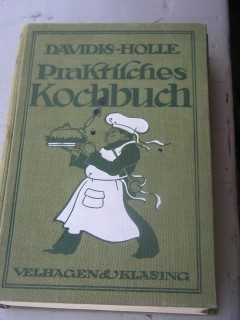 DAVIDIS-HOLLE
Praktisches
Kochbuch
VELHAGEN & KLASING